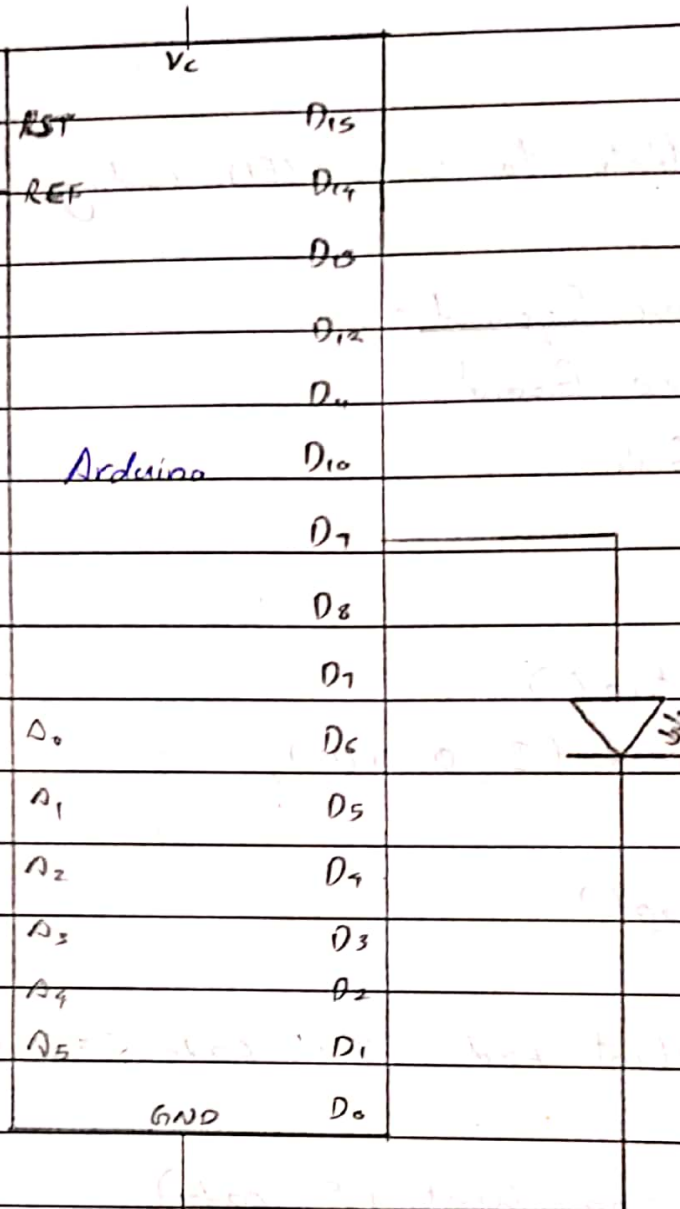 Vc
RST D15
REF D14
D13
D12
D11
Arduino D10
D9
D8
D7
A0 D6
A1 D5
A2 D4
A3 D3
A4 D2
A5 D1
GND D0